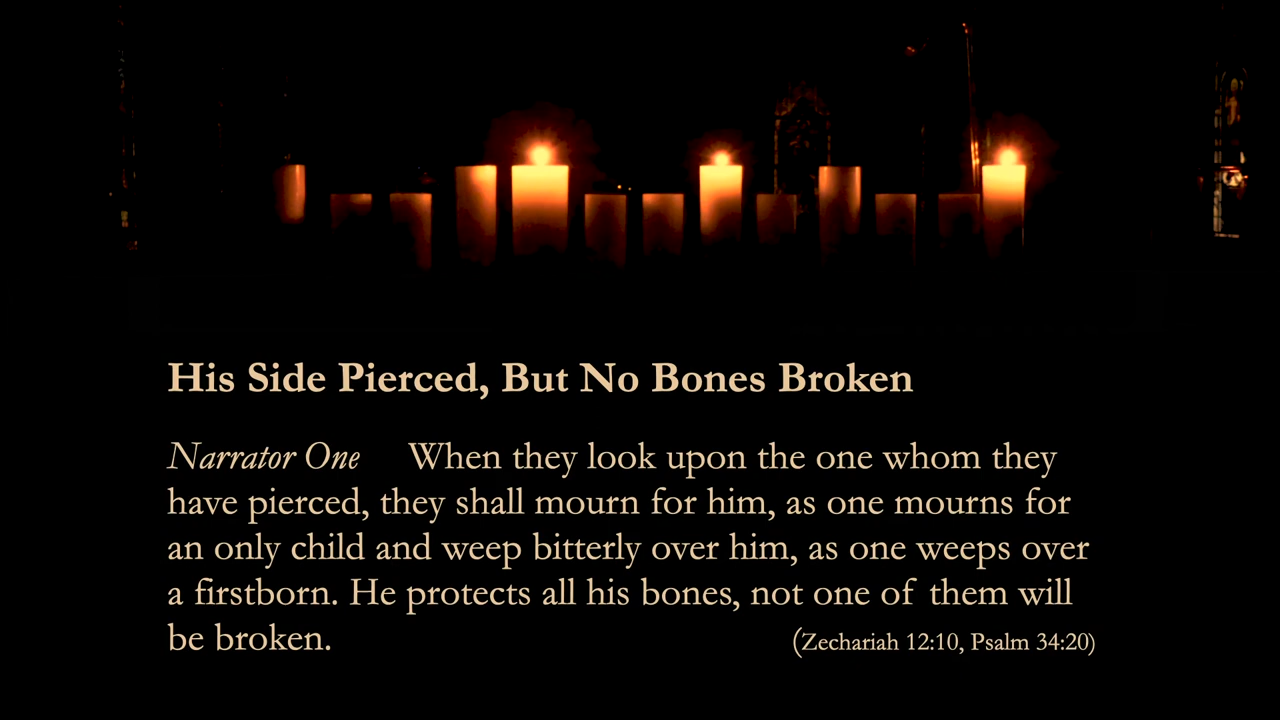 His Side Pierced, But No Bones Broken
Narrator One When they look upon the one whom they
have pierced, they shall mourn for him, as one mourns for
an only child and weep bitterly over him, as one weeps over
a firstborn. He protects all his bones, not one of them will
be broken. (Zechariah 12:10, Psalm 34:20)